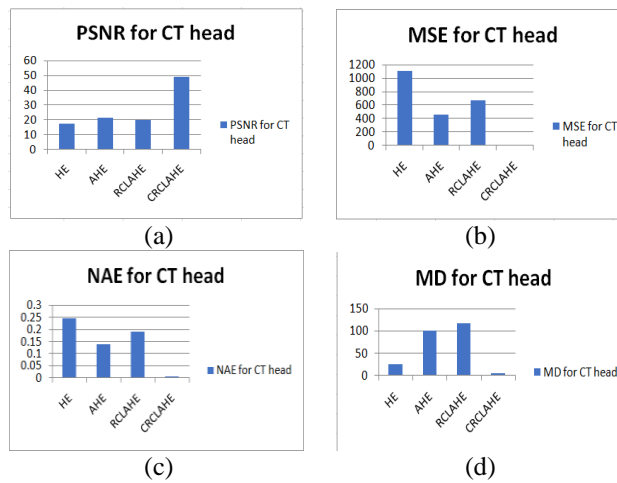 PSNR for CT head
60
50
40
30
20
10
0
HE
AHE
RCLAHE
CRCLAHE
PSNR for CT
head
(a)
MSE for CT head
1200
1000
800
600
400
200
0
HE
AHE
RCLAHE
CRCLAHE
MSE for CT
head
(b)
NAE for CT head
0.3
0.25
0.2
0.15
0.1
0.05
0
HE
AHE
RCLAHE
CRCLAHE
NAE for CT head
(c)
MD for CT head
150
100
50
0
HE
AHE
RCLAHE
CRCLAHE
MD for CT head
(d)